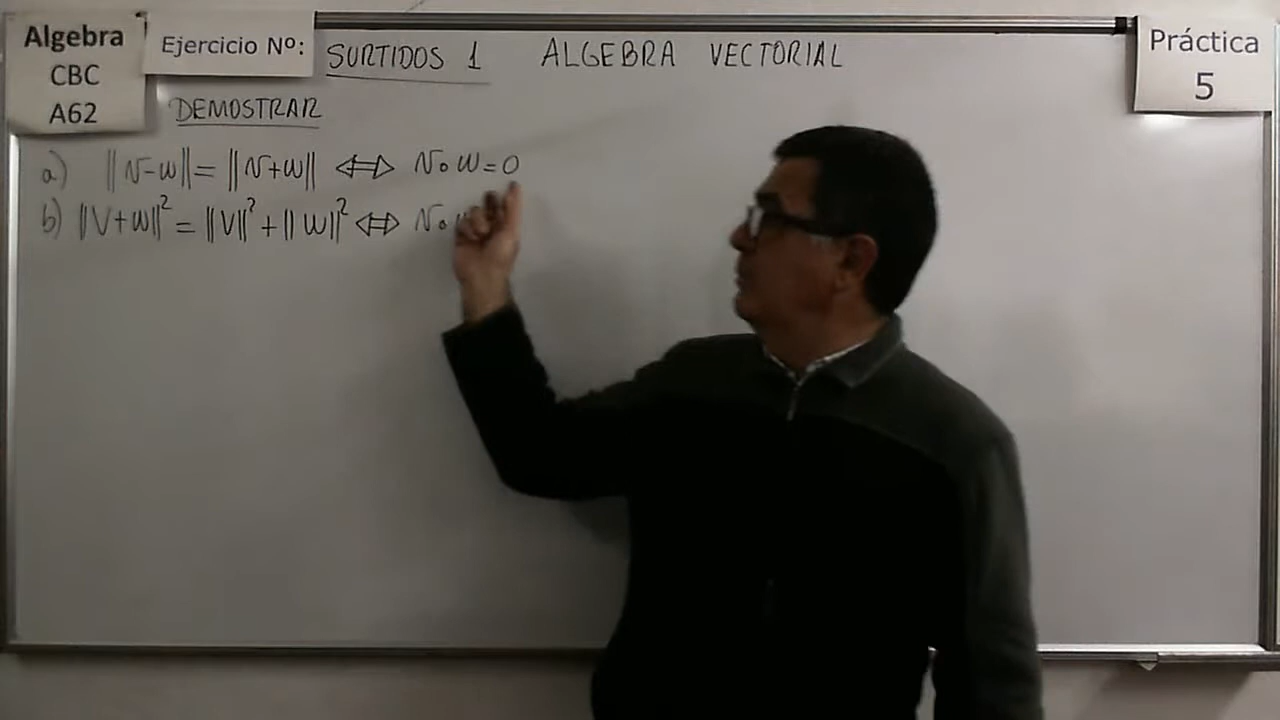 Algebra
CBC
A62
Ejercicio Nº:
SURTIDOS 1 ALGEBRA VECTORIAL
Práctica
5
DEMOSTRAR
a) ||v-w|| = ||v+w|| ⇔ v∘w=0
b) ||V+w||² = ||V||² + ||w||² ⇔ v∘